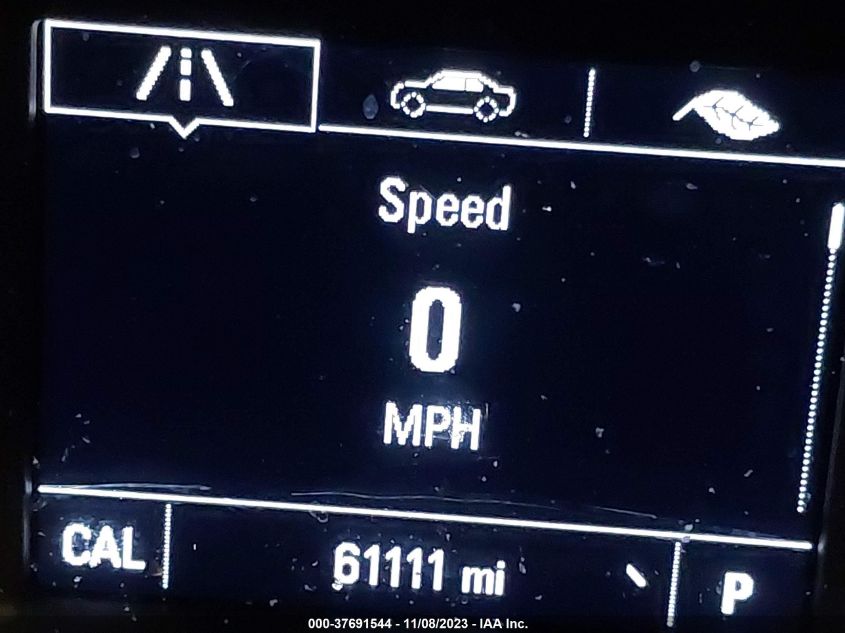 Speed
0
MPH
CAL 61111 mi P
000-37691544 - 11/08/2023 - IAA Inc.